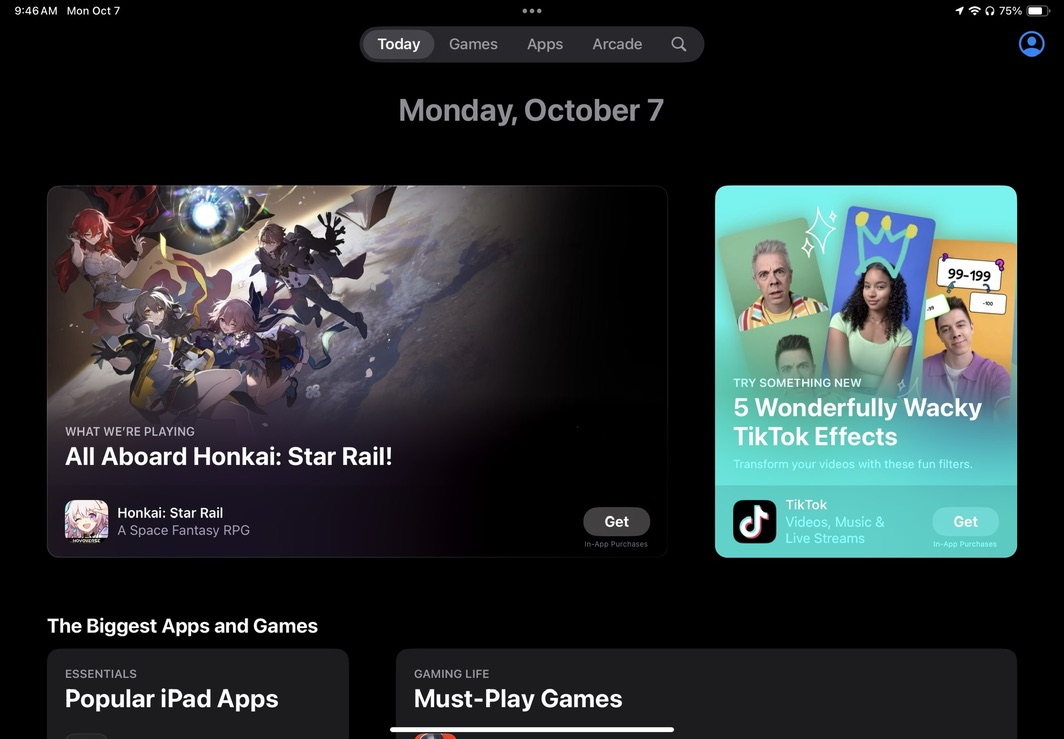 9:46 AM Mon Oct 7
75%
Today Games Apps Arcade
Monday, October 7
WHAT WE'RE PLAYING
All Aboard Honkai: Star Rail!
HOYOVERSE
Honkai: Star Rail
A Space Fantasy RPG
Get
In-App Purchases
99-199
-99
-100
TRY SOMETHING NEW
5 Wonderfully Wacky
TikTok Effects
Transform your videos with these fun filters.
TikTok
Videos, Music &
Live Streams
Get
In-App Purchases
The Biggest Apps and Games
ESSENTIALS
Popular iPad Apps
GAMING LIFE
Must-Play Games